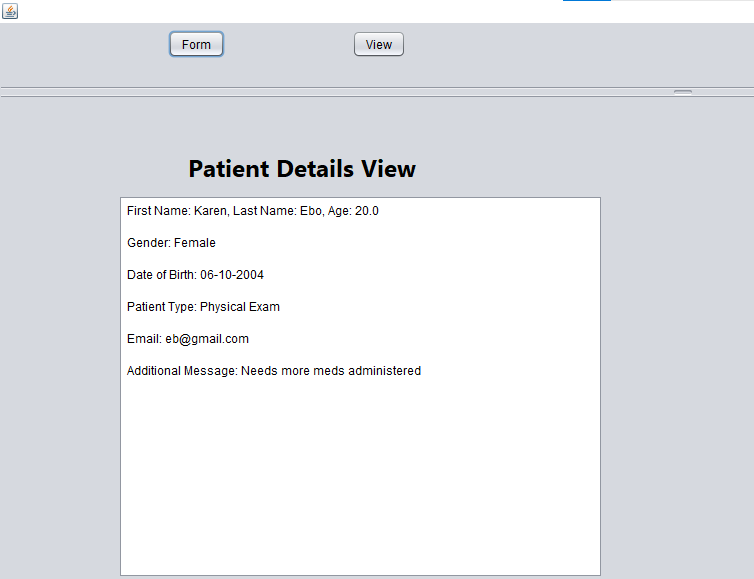 Form
View
Patient Details View
First Name: Karen, Last Name: Ebo, Age: 20.0
Gender: Female
Date of Birth: 06-10-2004
Patient Type: Physical Exam
Email: eb@gmail.com
Additional Message: Needs more meds administered